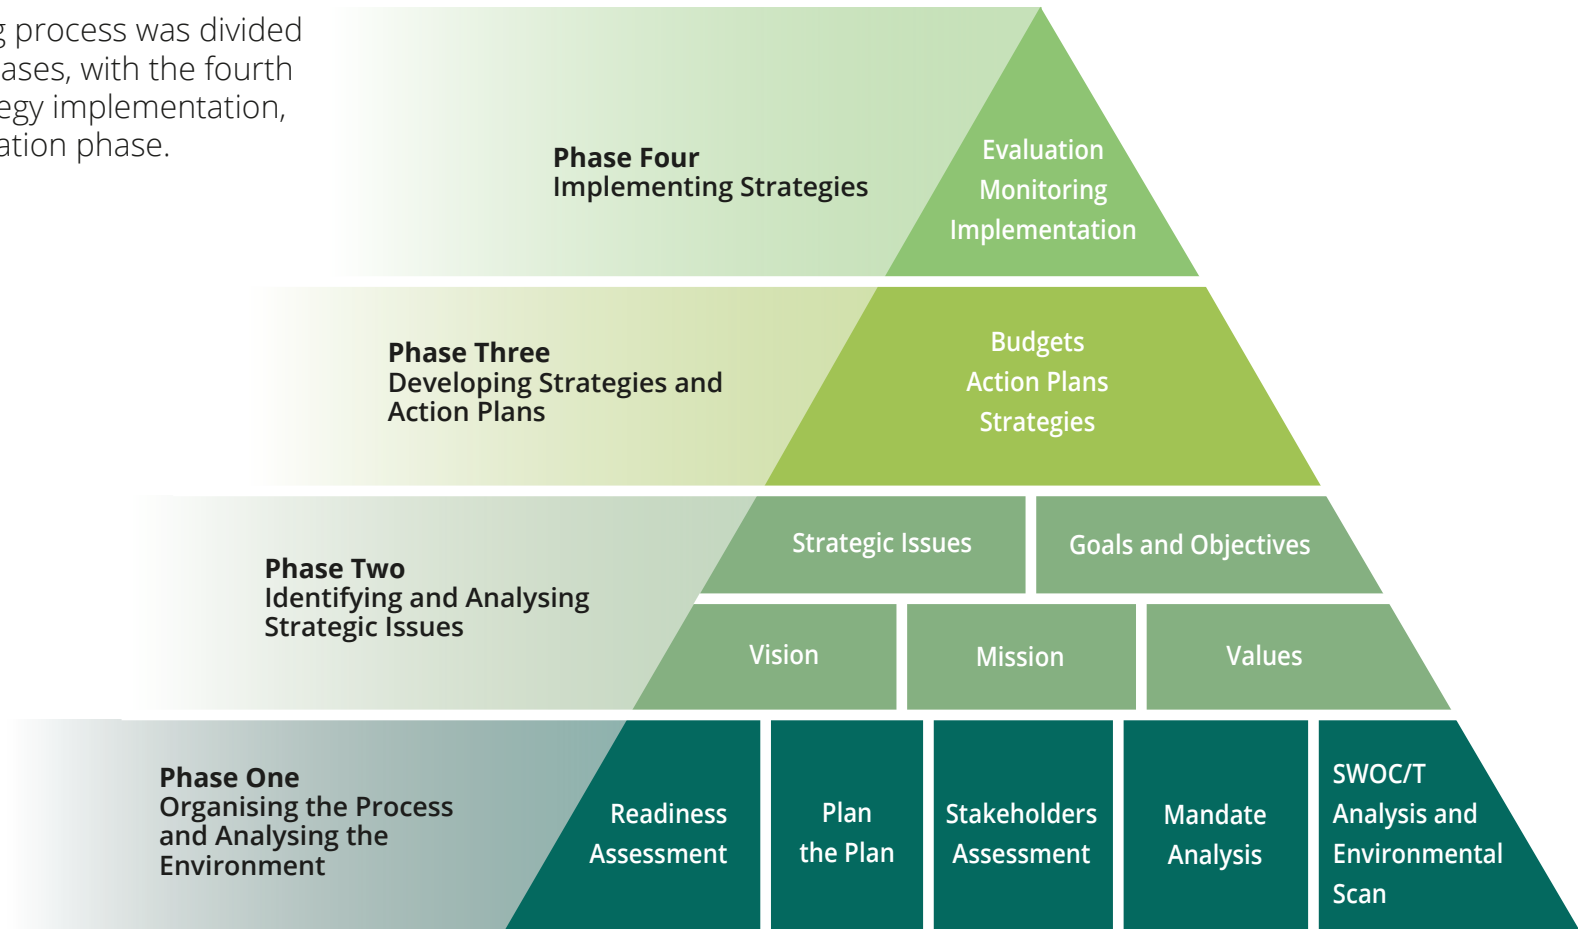 process was divided
with the fourth
implementation,
phase.
Phase Four
Implementing Strategies
Evaluation
Monitoring
Implementation
Phase Three
Developing Strategies and
Action Plans
Budgets
Action Plans
Strategies
Phase Two
Identifying and Analysing
Strategic Issues
Strategic Issues
Goals and Objectives
Vision
Mission
Values
Phase One
Organising the Process
and Analysing the
Environment
Readiness
Assessment
Plan
the Plan
Stakeholders
Assessment
Mandate
Analysis
SWOC/T
Analysis and
Environmental
Scan